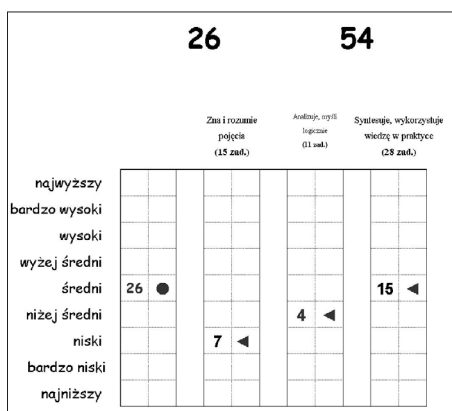 26 54
Zna i rozumie
pojęcia
(15 zad.)
Analizuje, myśli
logicznie
(11 zad.)
Syntesuje, wykorzystuje
wiedzę w praktyce
(28 zad.)
najwyższy
bardzo wysoki
wysoki
wyżej średni
średni 26 15
niżej średni 4
niski 7
bardzo niski
najniższy